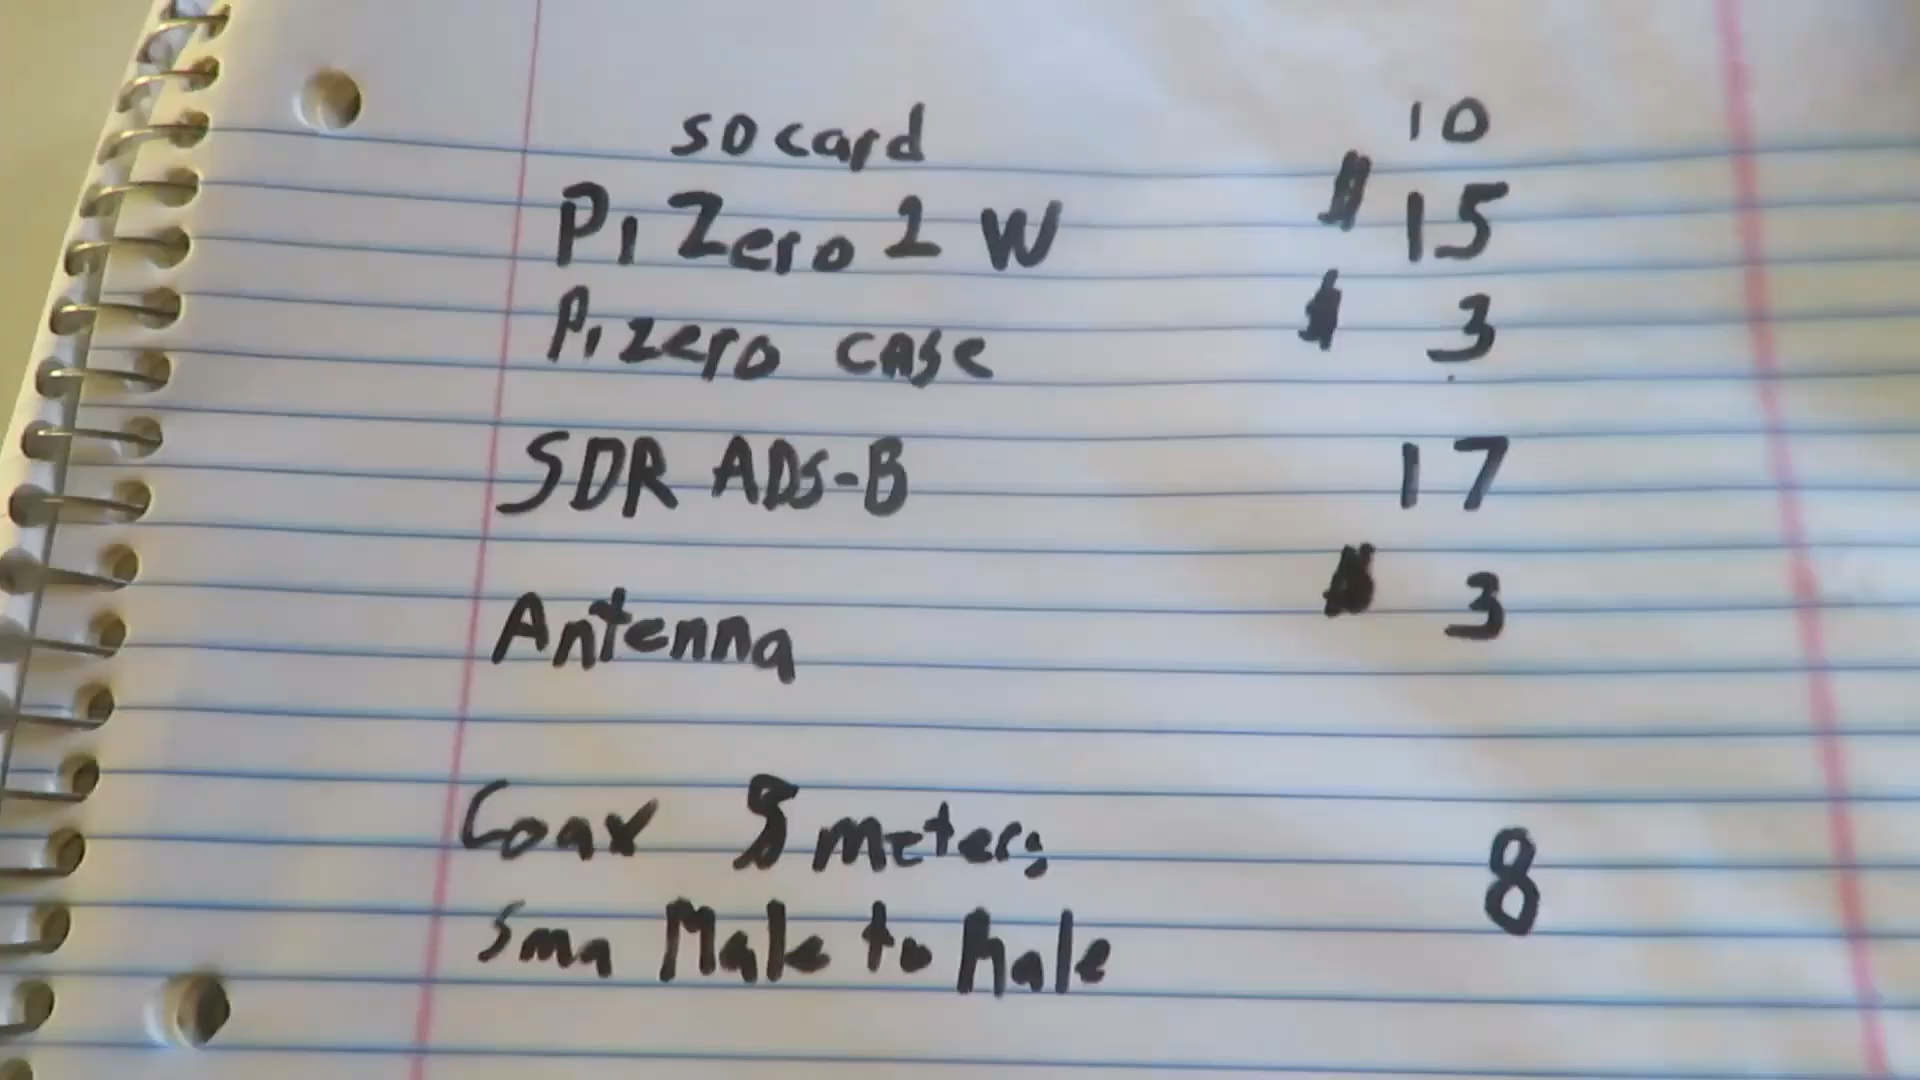 SD card 10
Pi Zero 2 W $ 15
Pi zero case $ 3
SDR ADS-B 17
Antenna $ 3
Coax meters 8
Sma Male to Male